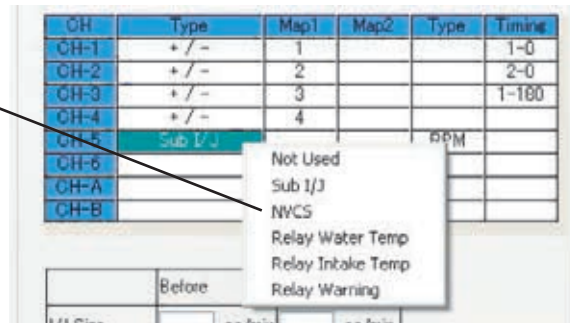 CH Type Map1 Map2 Type Timing
CH-1 + / - 1 1-0
CH-2 + / - 2 2-0
CH-3 + / - 3 1-180
CH-4 + / - 4
CH-5 Sub I/J RPM
CH-6
CH-A
CH-B
Not Used
Sub I/J
NVCS
Relay Water Temp
Relay Intake Temp
Relay Warning
Before